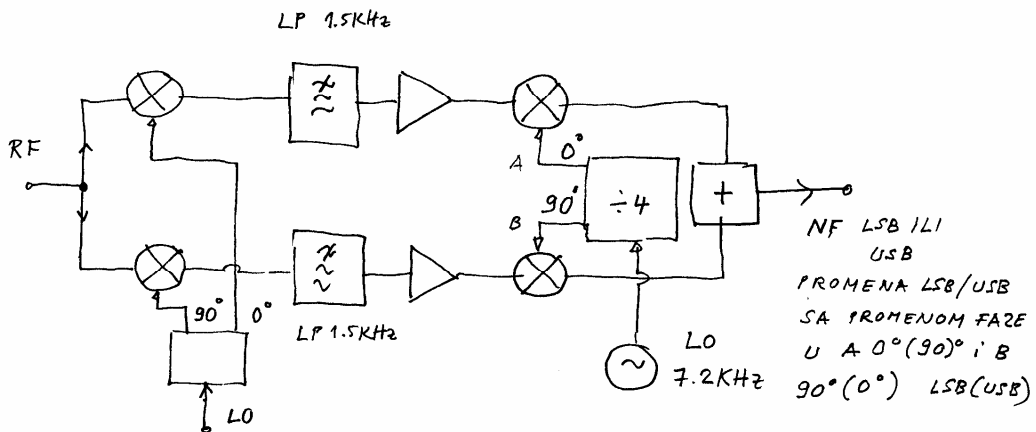 LP 1.5KHz
RF
A
0°
90°
B
÷4
+
NF LSB ILI
USB
PROMENA LSB/USB
SA PROMENOM FAZE
U A 0°(90)° i B
90°(0°) LSB(USB)
90°
0°
LP 1.5KHz
LO
7.2KHz
LO